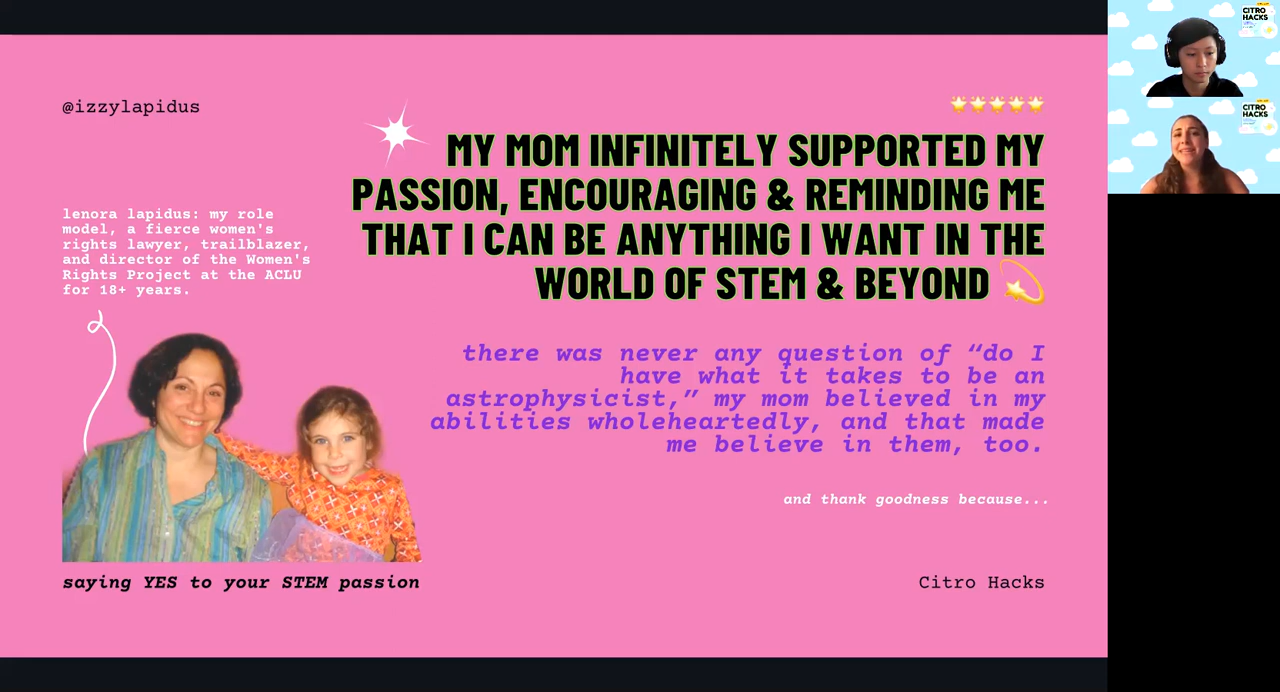 @izzylapidus
MY MOM INFINITELY SUPPORTED MY
PASSION, ENCOURAGING & REMINDING ME
THAT I CAN BE ANYTHING I WANT IN THE
WORLD OF STEM & BEYOND
lenora lapidus: my role
model, a fierce women's
rights lawyer, trailblazer,
and director of the Women's
Rights Project at the ACLU
for 18+ years.
there was never any question of “do I
have what it takes to be an
astrophysicist,” my mom believed in my
abilities wholeheartedly, and that made
me believe in them, too.
and thank goodness because...
saying YES to your STEM passion
Citro Hacks
CITRO
HACKS
CITRO
HACKS